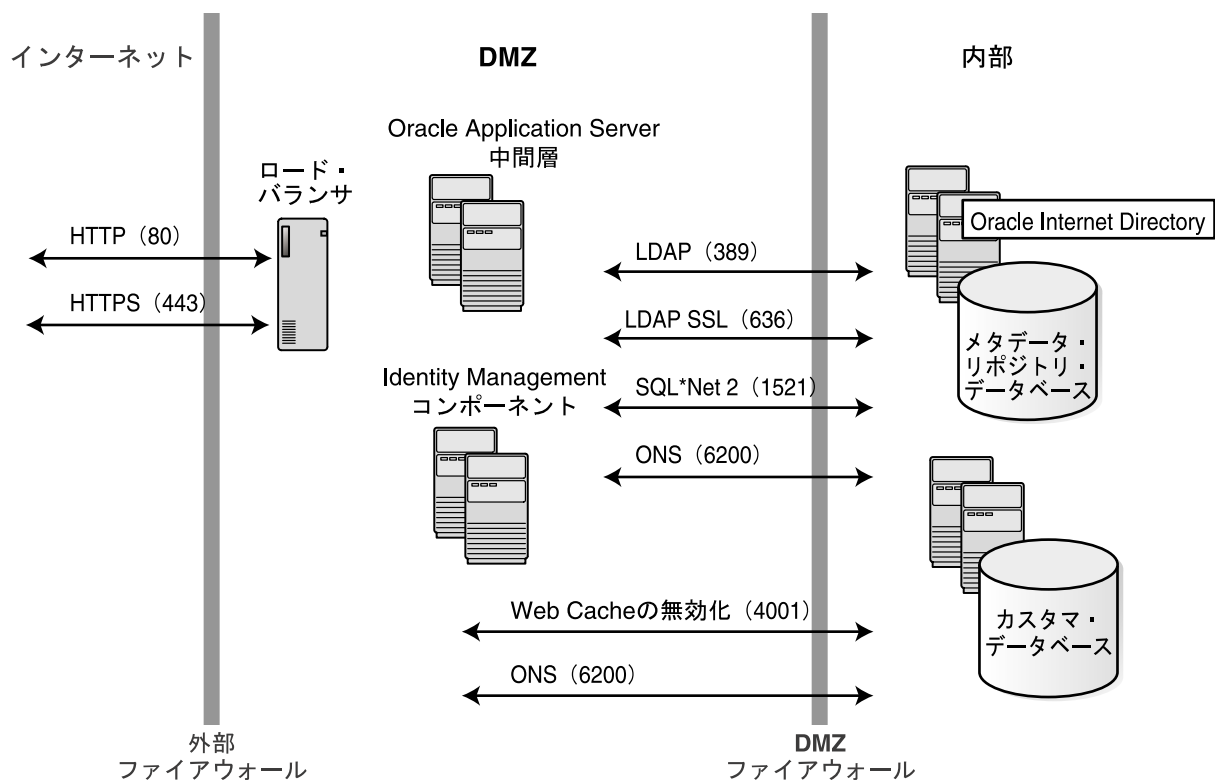 インターネット
DMZ
内部
Oracle Application Server
中間層
ロード・
バランサ
HTTP（80）
HTTPS（443）
LDAP（389）
LDAP SSL（636）
Oracle Internet Directory
メタデータ・
リポジトリ・
データベース
Identity Management
コンポーネント
SQL*Net 2（1521）
ONS（6200）
Web Cacheの無効化（4001）
ONS（6200）
カスタマ・
データベース
外部
ファイアウォール
DMZ
ファイアウォール